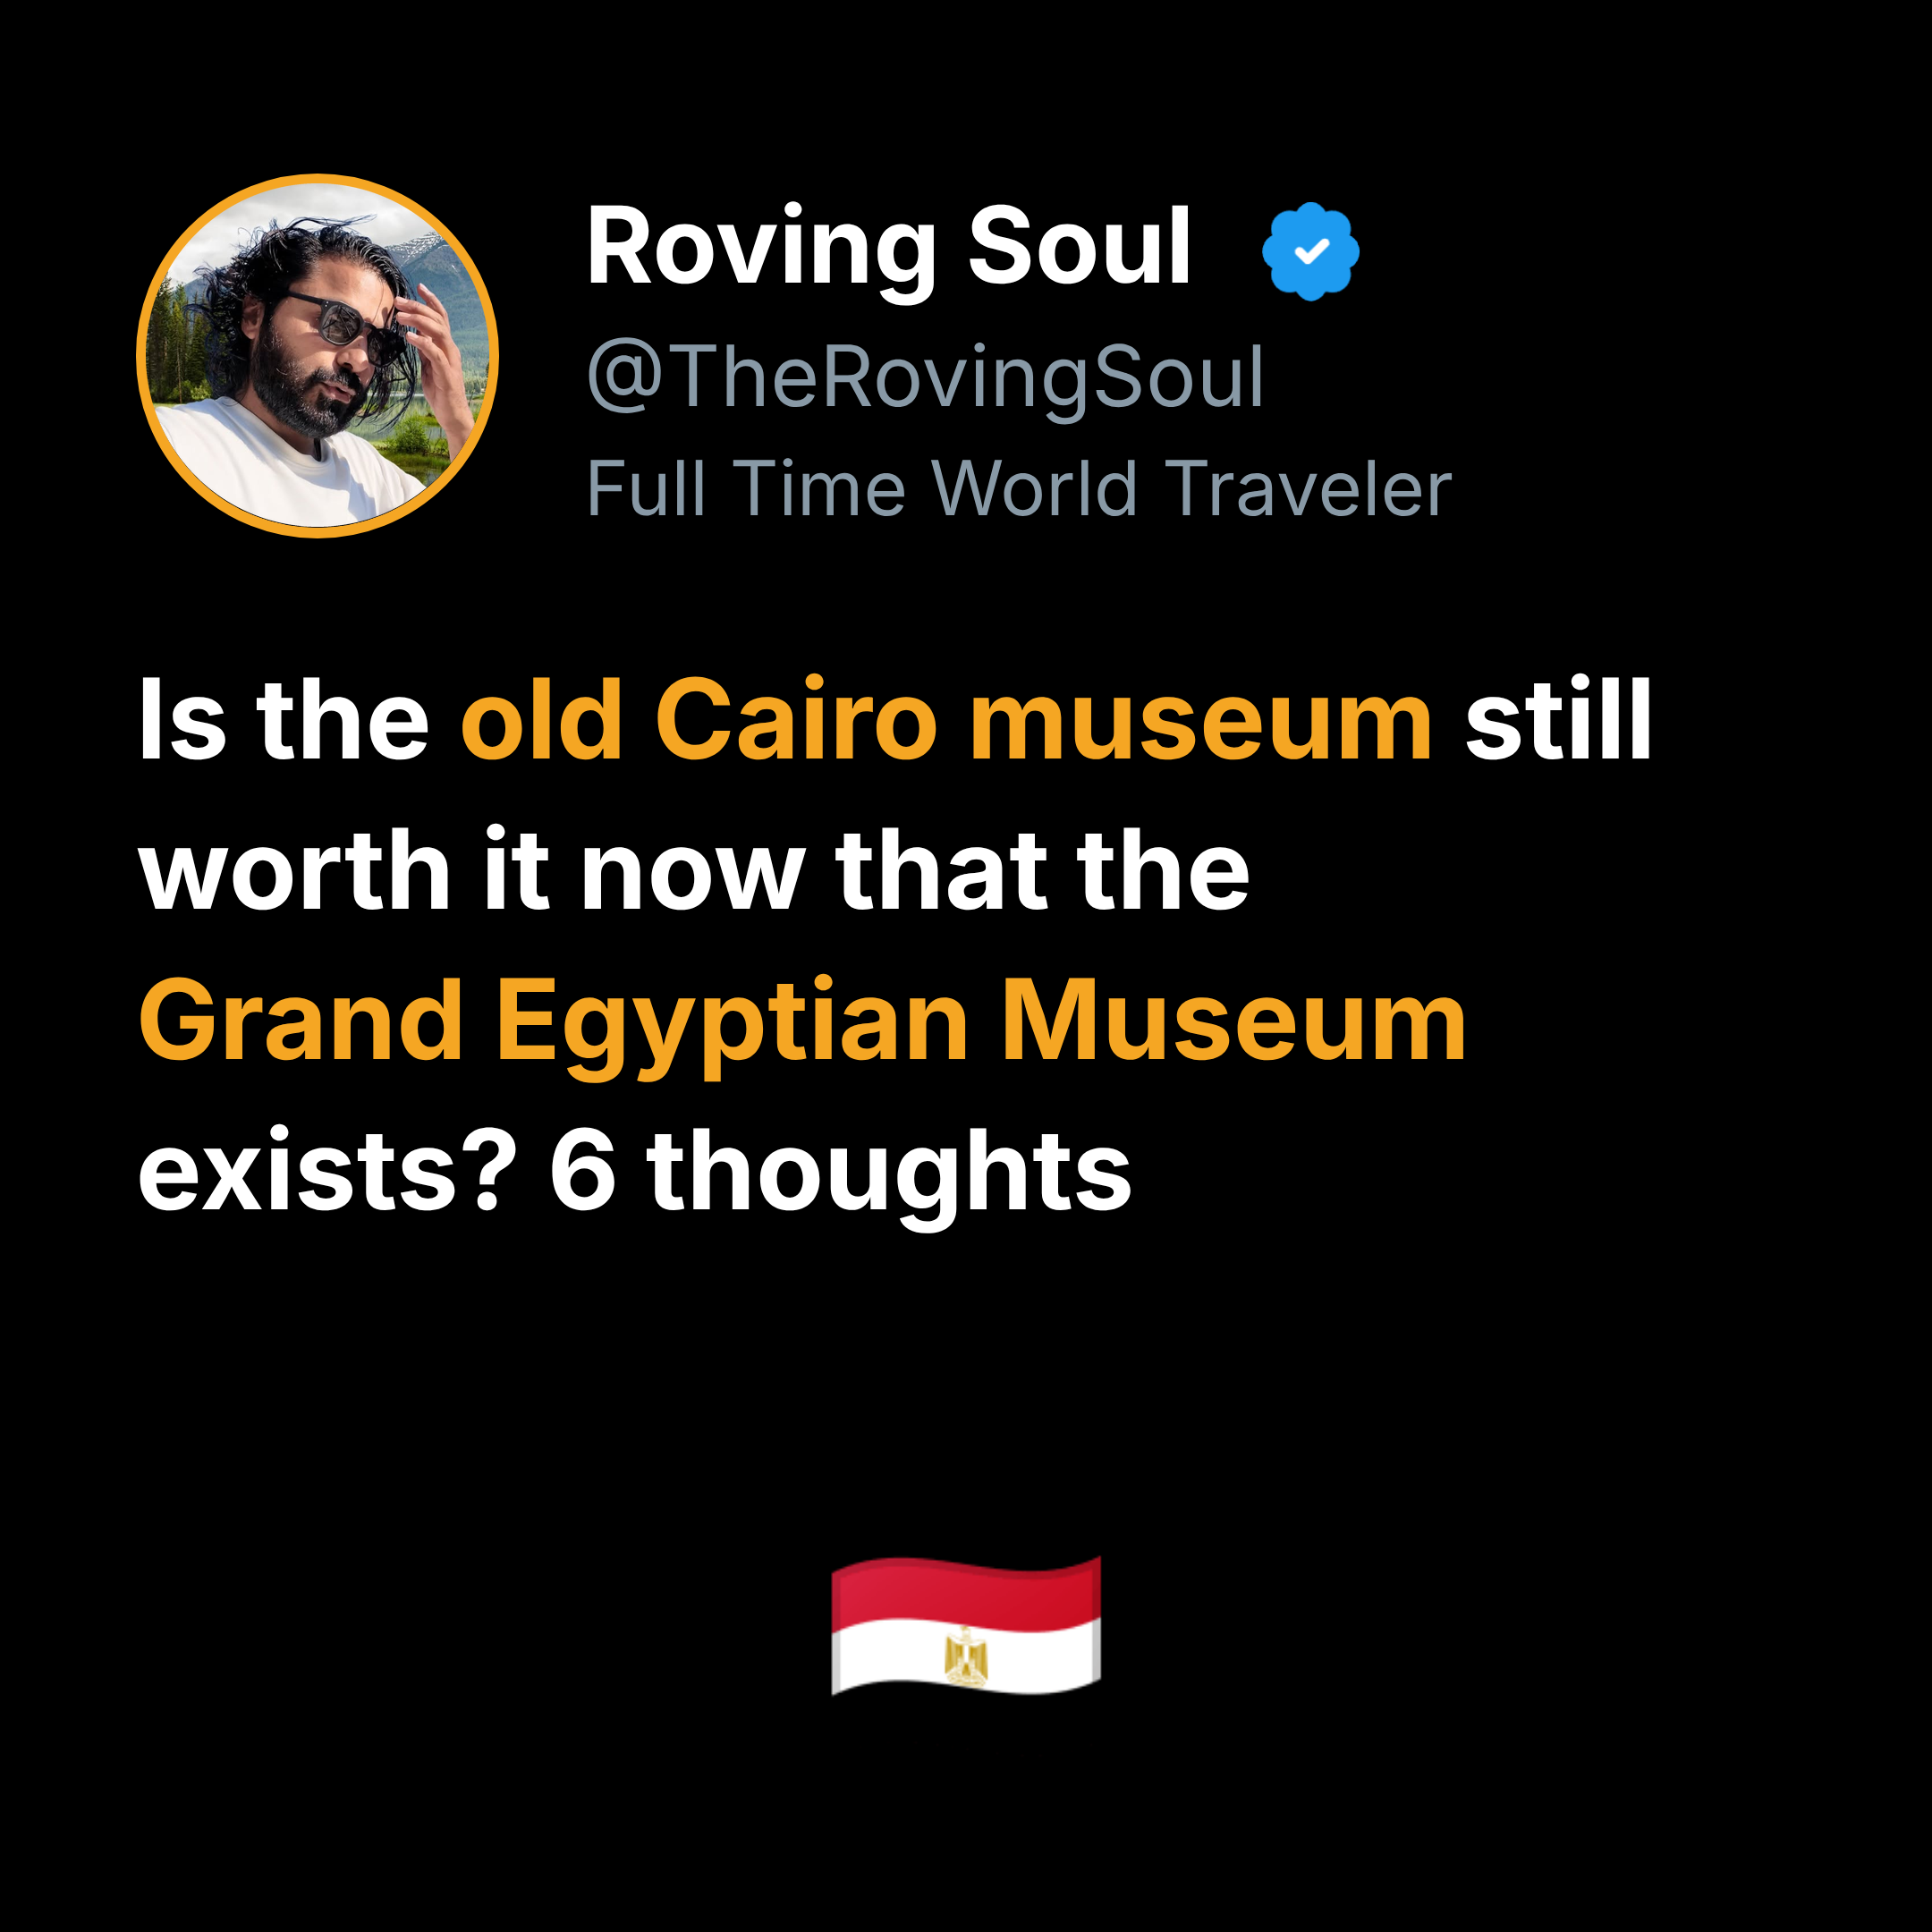 Roving Soul
@TheRovingSoul
Full Time World Traveler
Is the old Cairo museum still
worth it now that the
Grand Egyptian Museum
exists? 6 thoughts